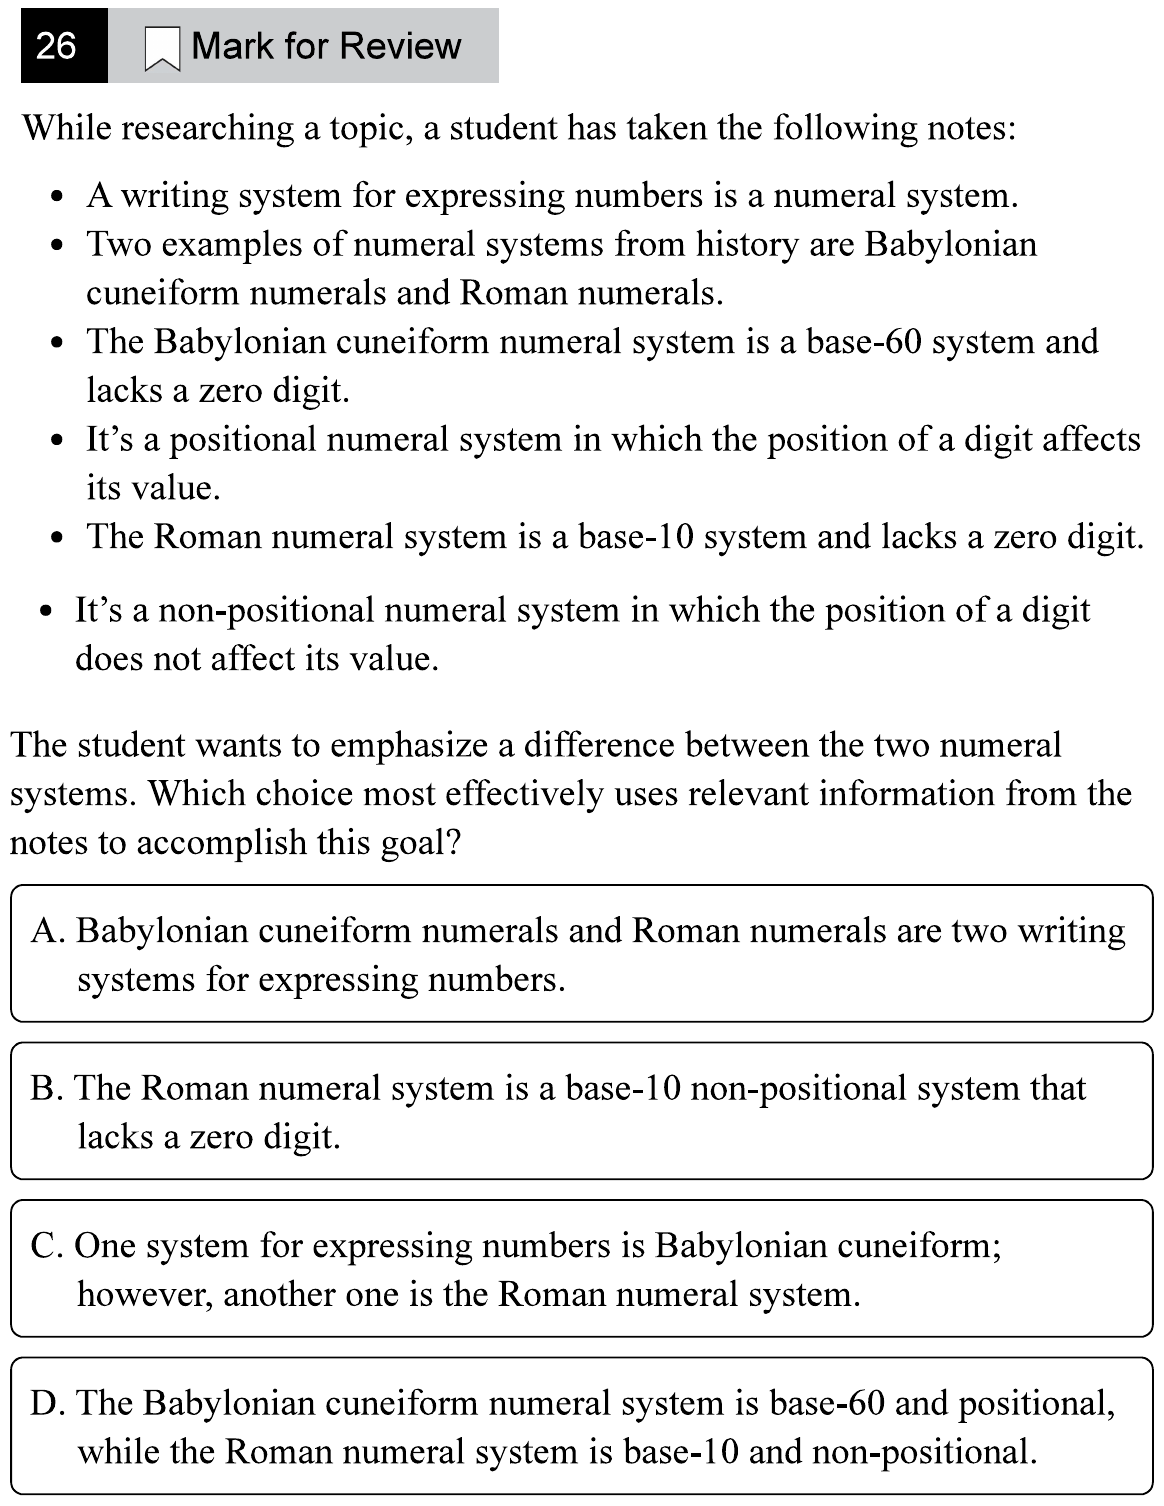 26 Mark for Review
While researching a topic, a student has taken the following notes:
• A writing system for expressing numbers is a numeral system.
• Two examples of numeral systems from history are Babylonian
cuneiform numerals and Roman numerals.
• The Babylonian cuneiform numeral system is a base-60 system and
lacks a zero digit.
• It’s a positional numeral system in which the position of a digit affects
its value.
• The Roman numeral system is a base-10 system and lacks a zero digit.
• It’s a non-positional numeral system in which the position of a digit
does not affect its value.
The student wants to emphasize a difference between the two numeral
systems. Which choice most effectively uses relevant information from the
notes to accomplish this goal?
A. Babylonian cuneiform numerals and Roman numerals are two writing
systems for expressing numbers.
B. The Roman numeral system is a base-10 non-positional system that
lacks a zero digit.
C. One system for expressing numbers is Babylonian cuneiform;
however, another one is the Roman numeral system.
D. The Babylonian cuneiform numeral system is base-60 and positional,
while the Roman numeral system is base-10 and non-positional.